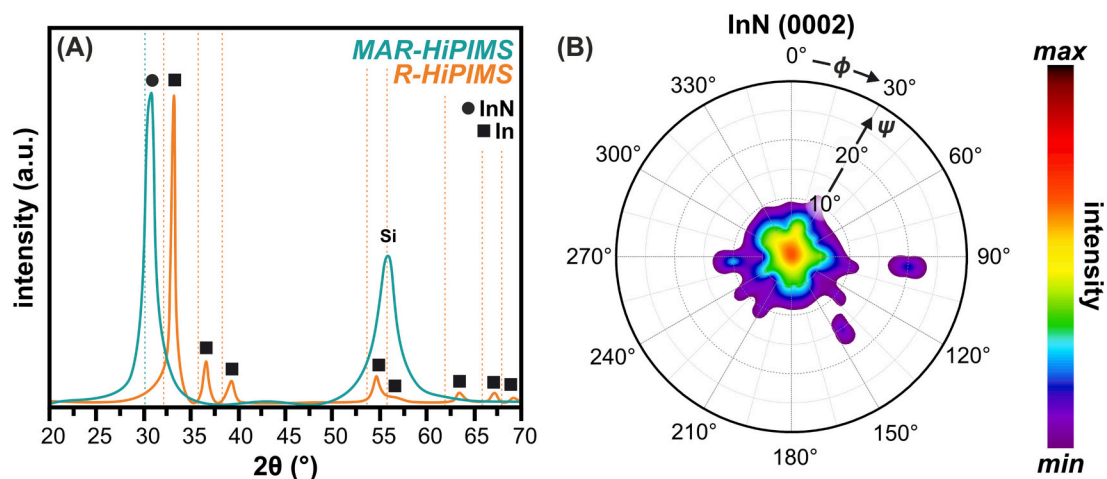 (A)
MAR-HiPIMS
R-HiPIMS
● InN
■ In
Si
intensity (a.u.)
20 25 30 35 40 45 50 55 60 65 70
2θ (°)
(B)
InN (0002)
0°
ϕ
30°
ψ
60°
90°
120°
150°
180°
210°
240°
270°
300°
330°
10°
20°
max
intensity
min